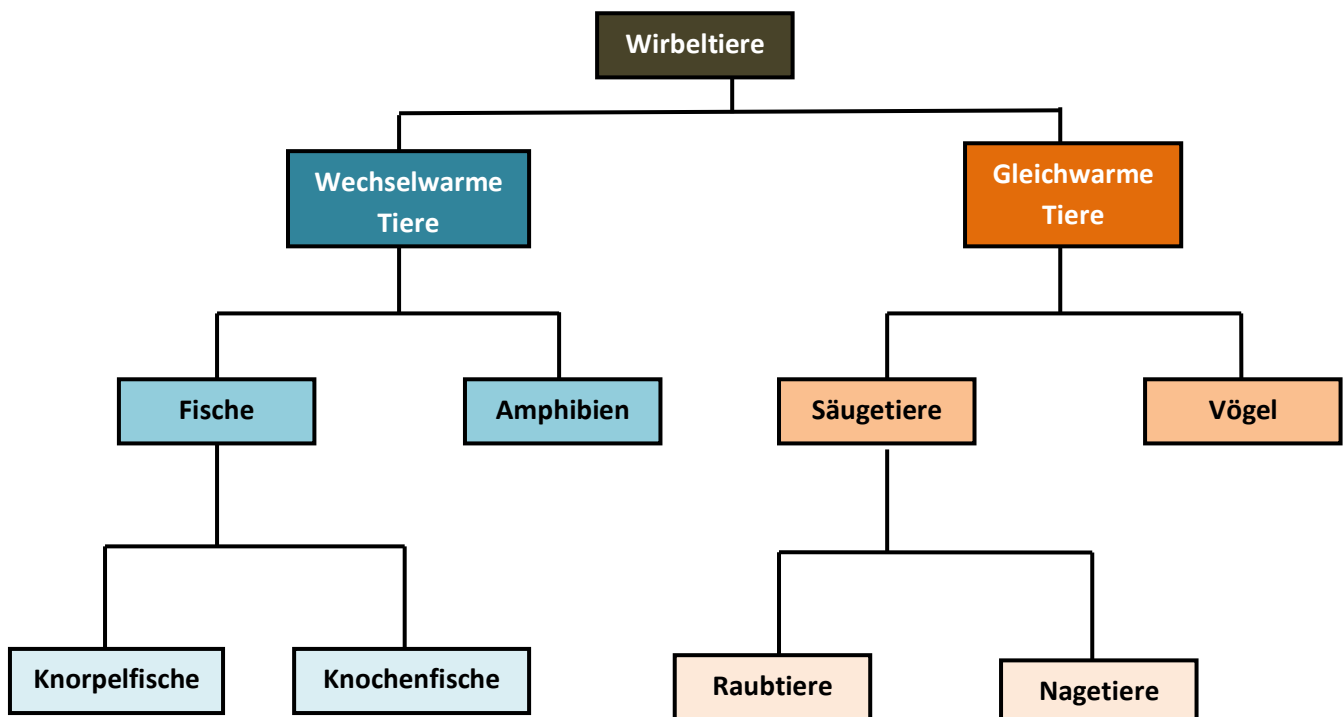 Wirbeltiere
Wechselwarme
Tiere
Gleichwarme
Tiere
Fische
Amphibien
Säugetiere
Vögel
Knorpelfische
Knochenfische
Raubtiere
Nagetiere